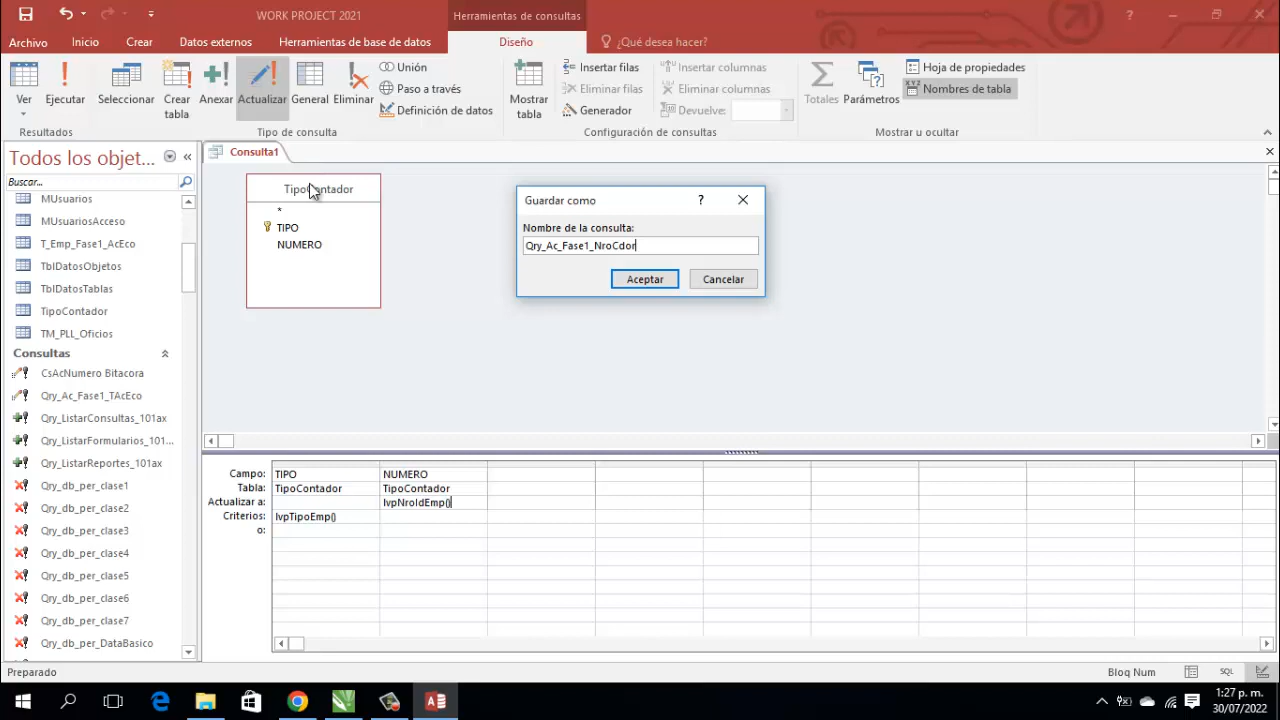 WORK PROJECT 2021
Herramientas de consultas
Archivo
Inicio
Crear
Datos externos
Herramientas de base de datos
Diseño
¿Qué desea hacer?
Ver
Ejecutar
Seleccionar
Crear tabla
Anexar
Actualizar
General
Eliminar
Unión
Paso a través
Definición de datos
Mostrar tabla
Insertar filas
Eliminar filas
Generador
Insertar columnas
Eliminar columnas
Devuelve:
Totales
Parámetros
Hoja de propiedades
Nombres de tabla
Resultados
Tipo de consulta
Configuración de consultas
Mostrar u ocultar
Todos los objet...
Buscar...
MUsuarios
MUsuariosAcceso
T_Emp_Fase1_AcEco
TblDatosObjetos
TblDatosTablas
TipoContador
TM_PLL_Oficios
Consultas
CsAcNumero Bitacora
Qry_Ac_Fase1_TAcEco
Qry_ListarConsultas_101ax
Qry_ListarFormularios_101...
Qry_ListarReportes_101ax
Qry_db_per_clase1
Qry_db_per_clase2
Qry_db_per_clase3
Qry_db_per_clase4
Qry_db_per_clase5
Qry_db_per_clase6
Qry_db_per_clase7
Qry_db_per_DataBasico
Consulta1
TipoContador
*
TIPO
NUMERO
Guardar como
?
Nombre de la consulta:
Qry_Ac_Fase1_NroCdor
Aceptar
Cancelar
Campo: TIPO NUMERO
Tabla: TipoContador TipoContador
Actualizar a: IvpNroIdEmp()
Criterios: IvpTipoEmp()
o:
Preparado
Bloq Num
SQL
1:27 p. m.
30/07/2022